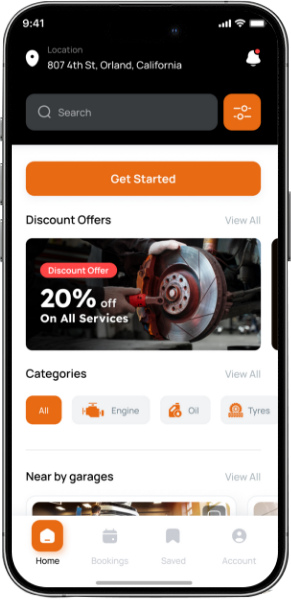 9:41
Location
807 4th St, Orland, California
Search
Get Started
Discount Offers View All
Discount Offer
20% off
On All Services
Categories View All
All Engine Oil Tyres
Near by garages View All
Home Bookings Saved Account